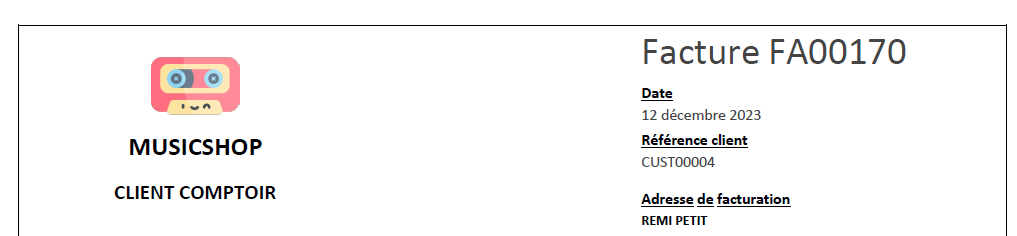 MUSICSHOP
CLIENT COMPTOIR
Facture FA00170
Date
12 décembre 2023
Référence client
CUST00004
Adresse de facturation
REMI PETIT